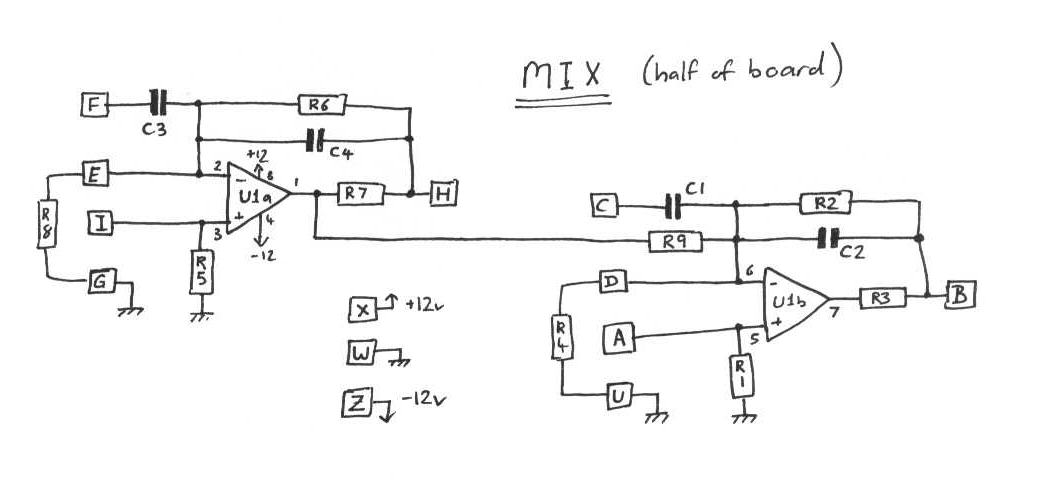 MIX (half of board)
F
C3
R6
C4
+12
8
E
2
-
U1a
1
R7
H
R8
I
+
3
4
-12
R5
G
C
C1
R2
R9
C2
D
6
-
U1b
7
R3
B
R4
A
+
5
R1
U
X +12v
W
Z -12v